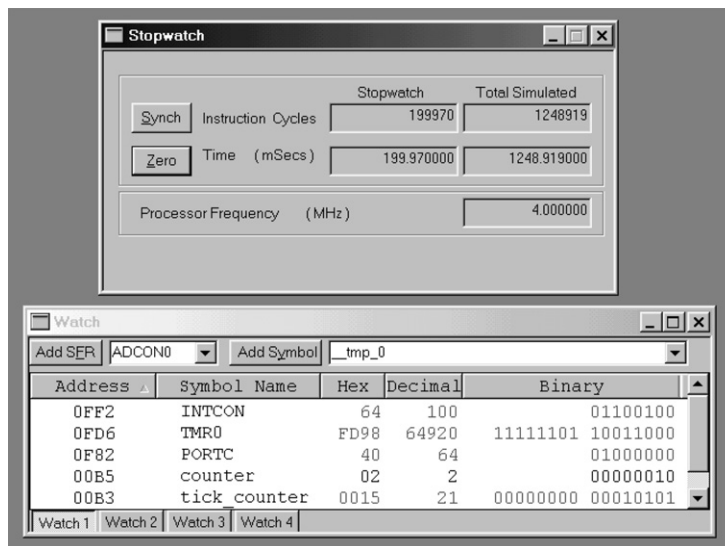 Stopwatch
Stopwatch Total Simulated
Synch Instruction Cycles 199970 1248919
Zero Time (mSecs) 199.970000 1248.919000
Processor Frequency (MHz) 4.000000
Watch
Add SFR ADCON0 Add Symbol __tmp_0
Address Symbol Name Hex Decimal Binary
0FF2 INTCON 64 100 01100100
0FD6 TMR0 FD98 64920 11111101 10011000
0F82 PORTC 40 64 01000000
00B5 counter 02 2 00000010
00B3 tick_counter 0015 21 00000000 00010101
Watch 1 Watch 2 Watch 3 Watch 4